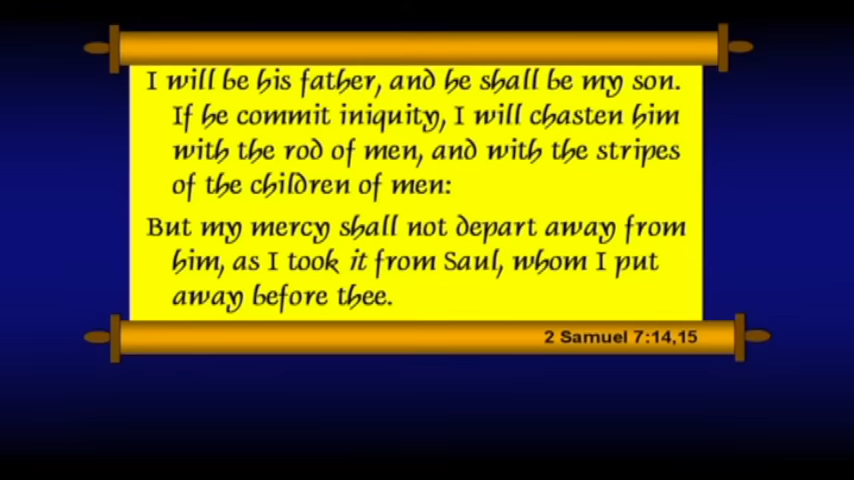 I will be his father, and he shall be my son.
If he commit iniquity, I will chasten him
with the rod of men, and with the stripes
of the children of men:
But my mercy shall not depart away from
him, as I took it from Saul, whom I put
away before thee.
2 Samuel 7:14,15